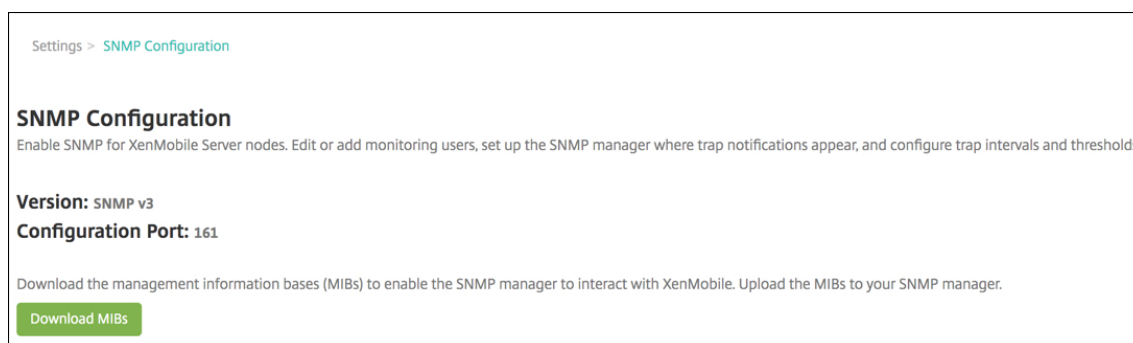 Settings > SNMP Configuration
SNMP Configuration
Enable SNMP for XenMobile Server nodes. Edit or add monitoring users, set up the SNMP manager where trap notifications appear, and configure trap intervals and threshold
Version: SNMP v3
Configuration Port: 161
Download the management information bases (MIBs) to enable the SNMP manager to interact with XenMobile. Upload the MIBs to your SNMP manager.
Download MIBs